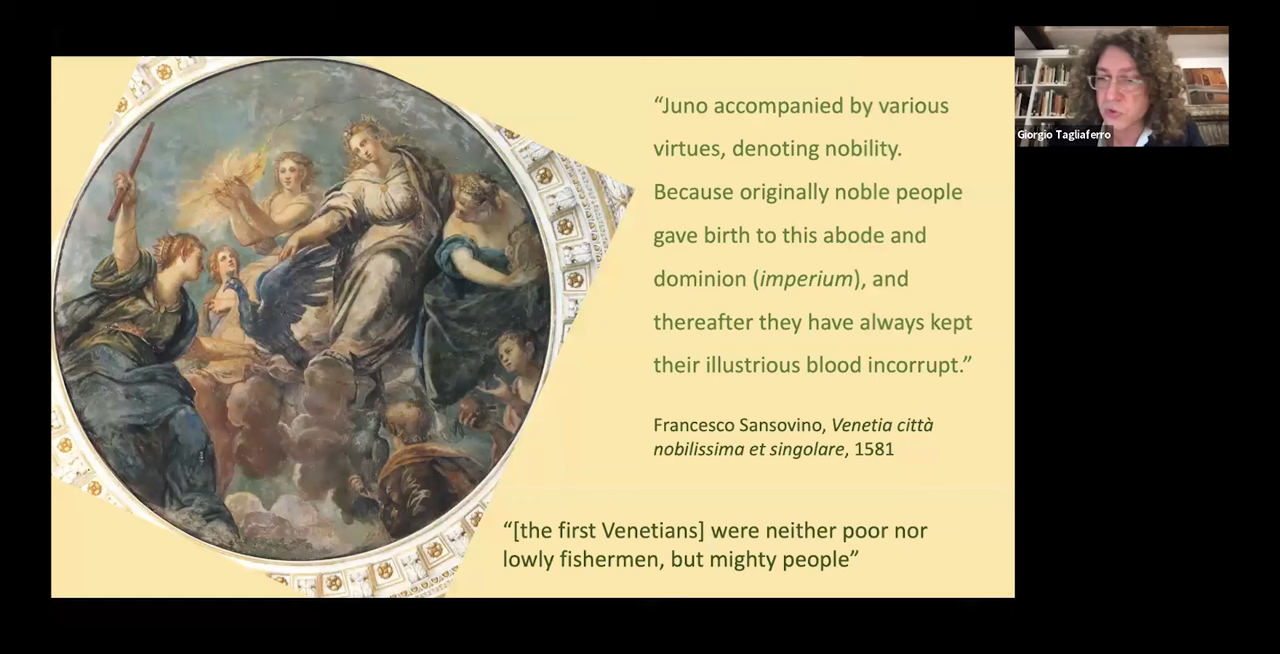 “Juno accompanied by various
virtues, denoting nobility.
Because originally noble people
gave birth to this abode and
dominion (imperium), and
thereafter they have always kept
their illustrious blood incorrupt.”
Francesco Sansovino, Venetia città
nobilissima et singolare, 1581
“[the first Venetians] were neither poor nor
lowly fishermen, but mighty people”
Giorgio Tagliaferro